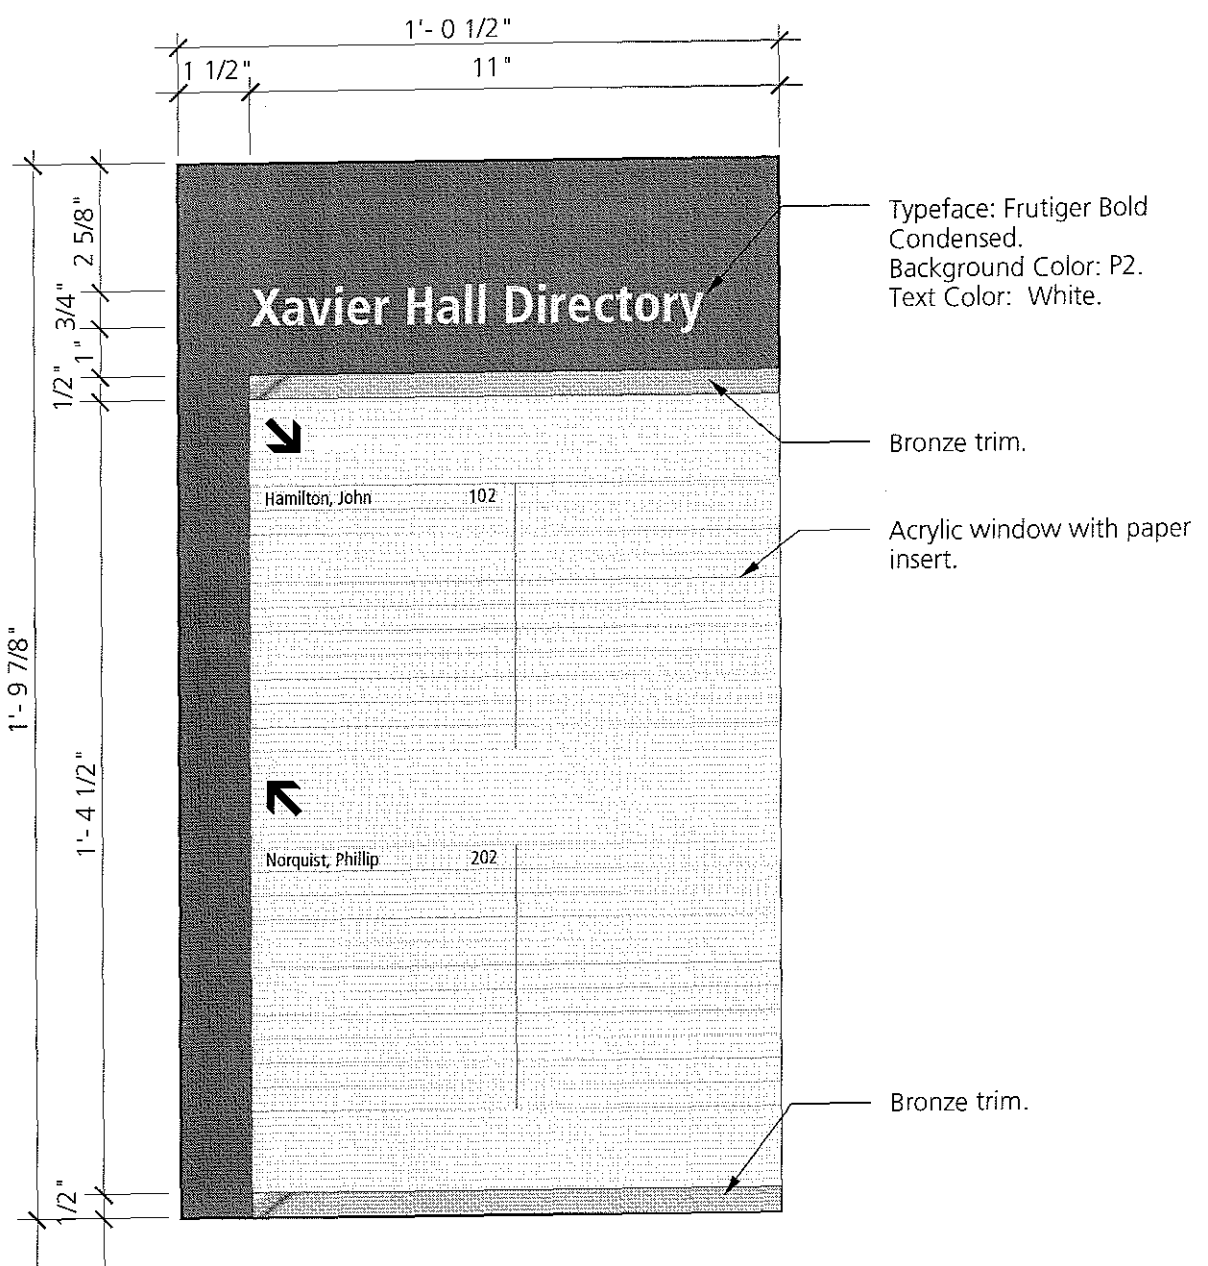 1'- 0 1/2"
1 1/2"
11"
2 5/8"
3/4"
1"
1/2"
1'- 9 7/8"
1'- 4 1/2"
1/2"
Xavier Hall Directory
Hamilton, John 102
Norquist, Phillip 202
Typeface: Frutiger Bold
Condensed.
Background Color: P2.
Text Color: White.
Bronze trim.
Acrylic window with paper
insert.
Bronze trim.